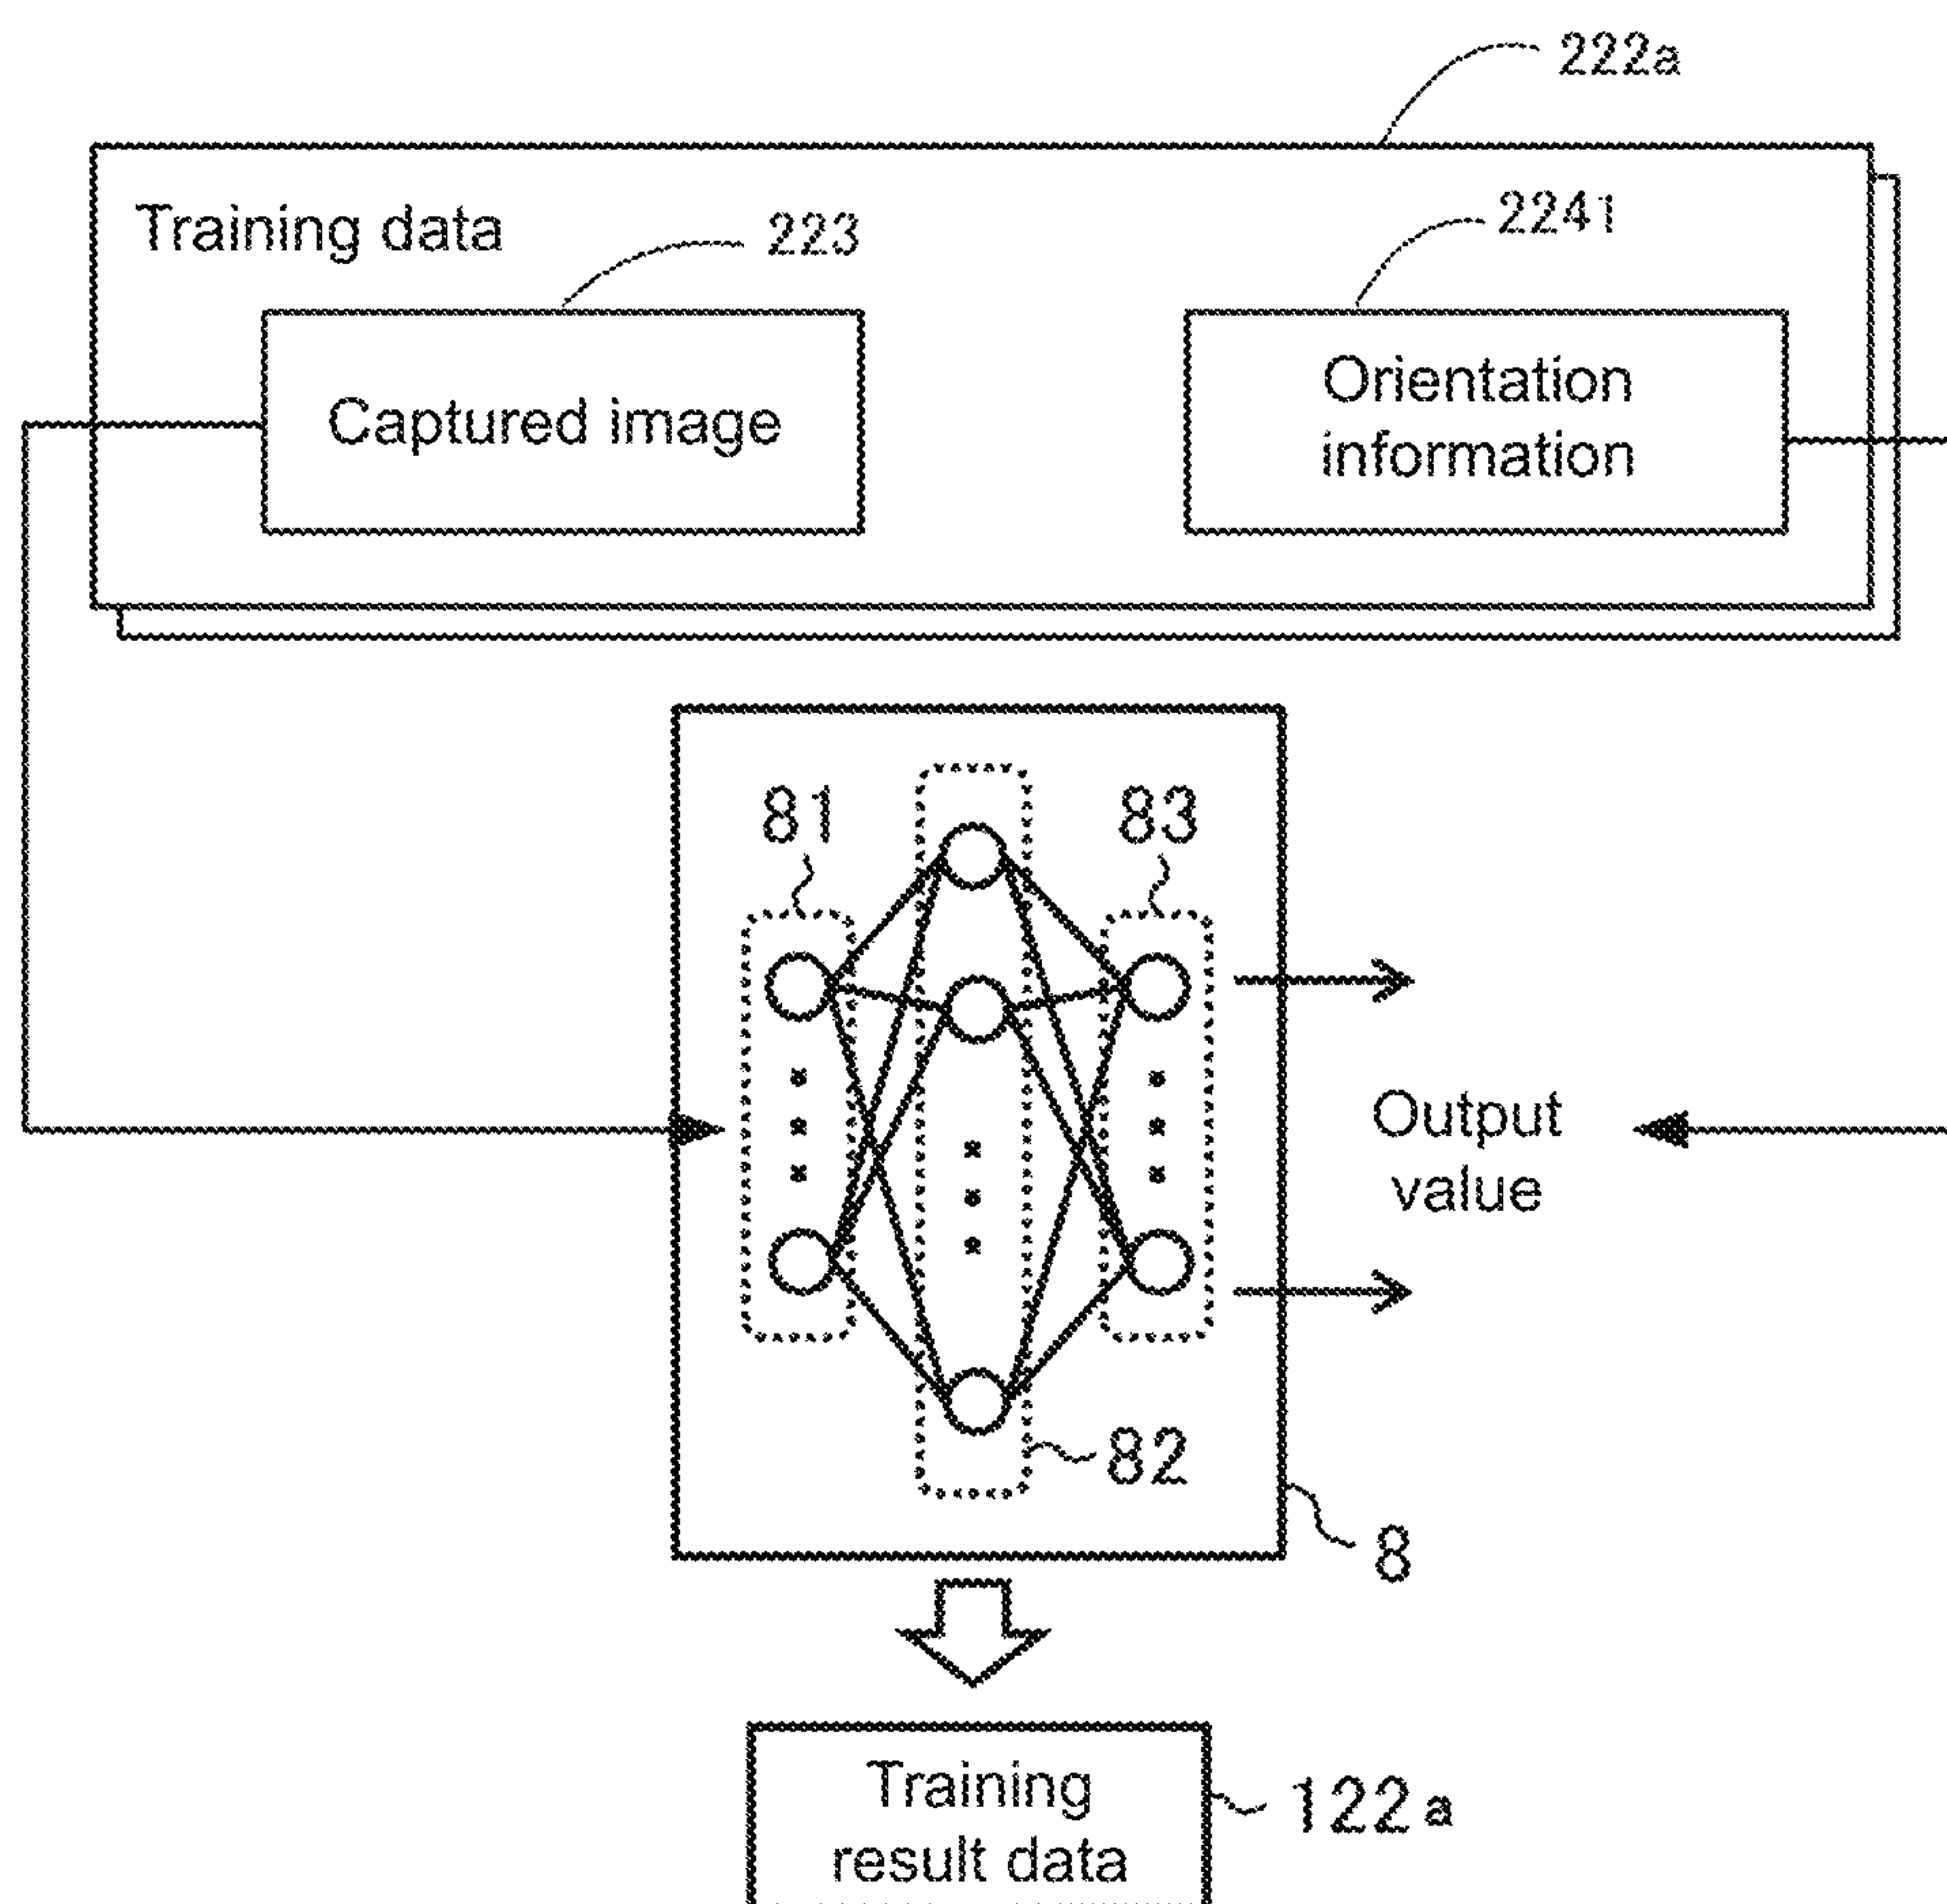 222a
Training data
223
2241
Captured image
Orientation
information
81
83
Output
value
82
8
Training
result data
122a